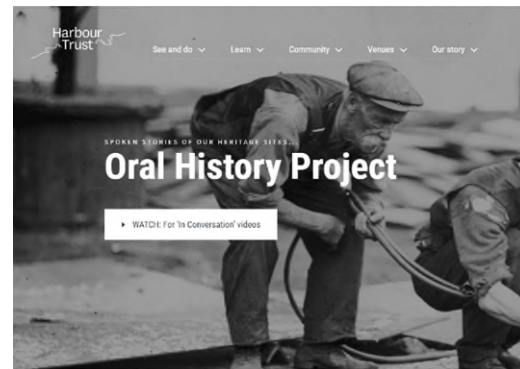 Harbour
Trust
See and do
Learn
Community
Venues
Our story
SPOKEN STORIES OF OUR HERITAGE SITES...
Oral History Project
WATCH: For 'In Conversation' videos